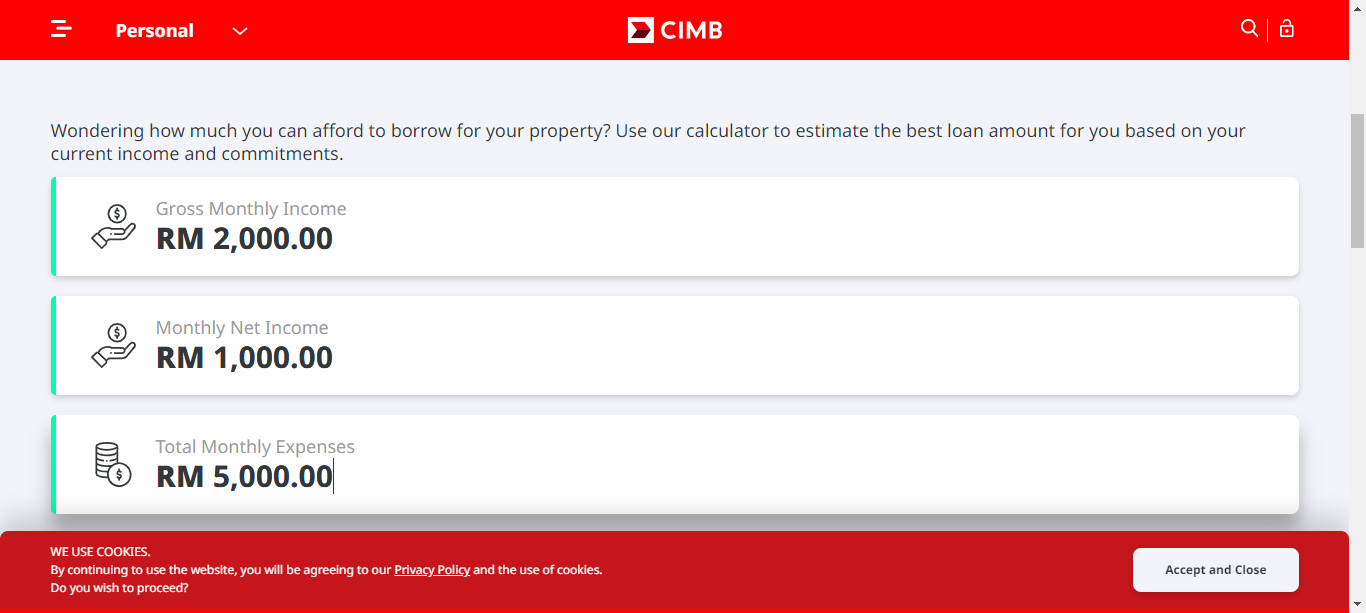 Personal
CIMB
Wondering how much you can afford to borrow for your property? Use our calculator to estimate the best loan amount for you based on your
current income and commitments.
Gross Monthly Income
RM 2,000.00
Monthly Net Income
RM 1,000.00
Total Monthly Expenses
RM 5,000.00
WE USE COOKIES.
By continuing to use the website, you will be agreeing to our Privacy Policy and the use of cookies.
Do you wish to proceed?
Accept and Close